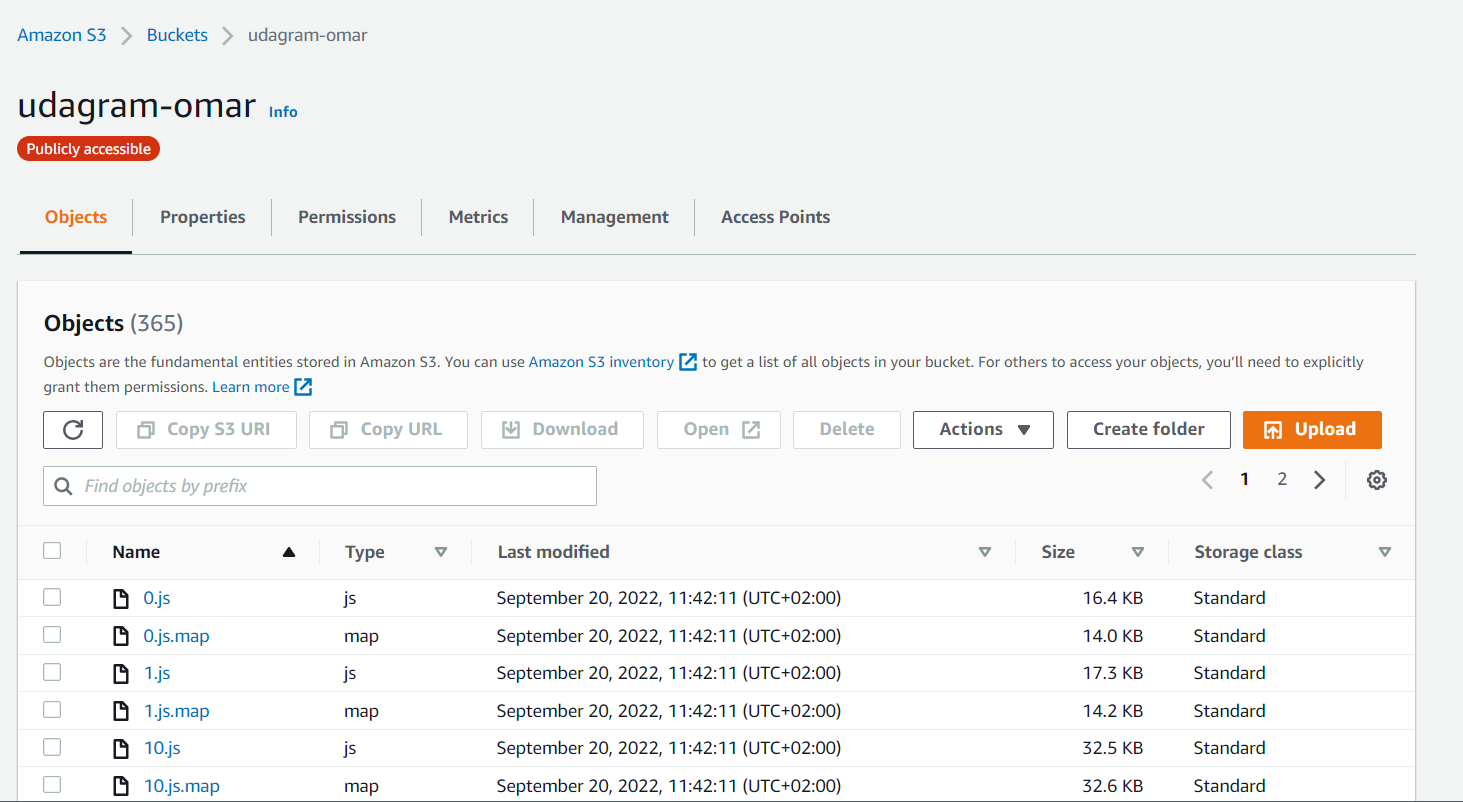 Amazon S3 > Buckets > udagram-omar
udagram-omar Info
Publicly accessible
Objects Properties Permissions Metrics Management Access Points
Objects (365)
Objects are the fundamental entities stored in Amazon S3. You can use Amazon S3 inventory to get a list of all objects in your bucket. For others to access your objects, you'll need to explicitly
grant them permissions. Learn more
Copy S3 URI Copy URL Download Open Delete Actions Create folder Upload
Find objects by prefix 1 2
Name Type Last modified Size Storage class
0.js js September 20, 2022, 11:42:11 (UTC+02:00) 16.4 KB Standard
0.js.map map September 20, 2022, 11:42:11 (UTC+02:00) 14.0 KB Standard
1.js js September 20, 2022, 11:42:11 (UTC+02:00) 17.3 KB Standard
1.js.map map September 20, 2022, 11:42:11 (UTC+02:00) 14.2 KB Standard
10.js js September 20, 2022, 11:42:11 (UTC+02:00) 32.5 KB Standard
10.js.map map September 20, 2022, 11:42:11 (UTC+02:00) 32.6 KB Standard